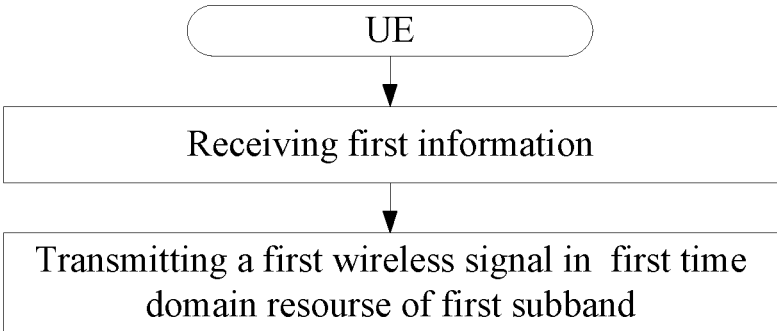 UE
Receiving first information
Transmitting a first wireless signal in first time
domain resourse of first subband